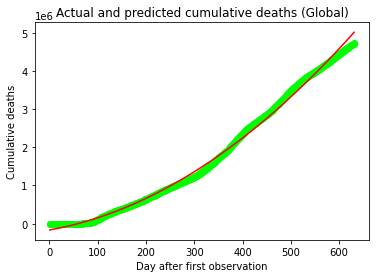 Actual and predicted cumulative deaths (Global)
1e6
5
4
3
2
1
0
Cumulative deaths
0 100 200 300 400 500 600
Day after first observation